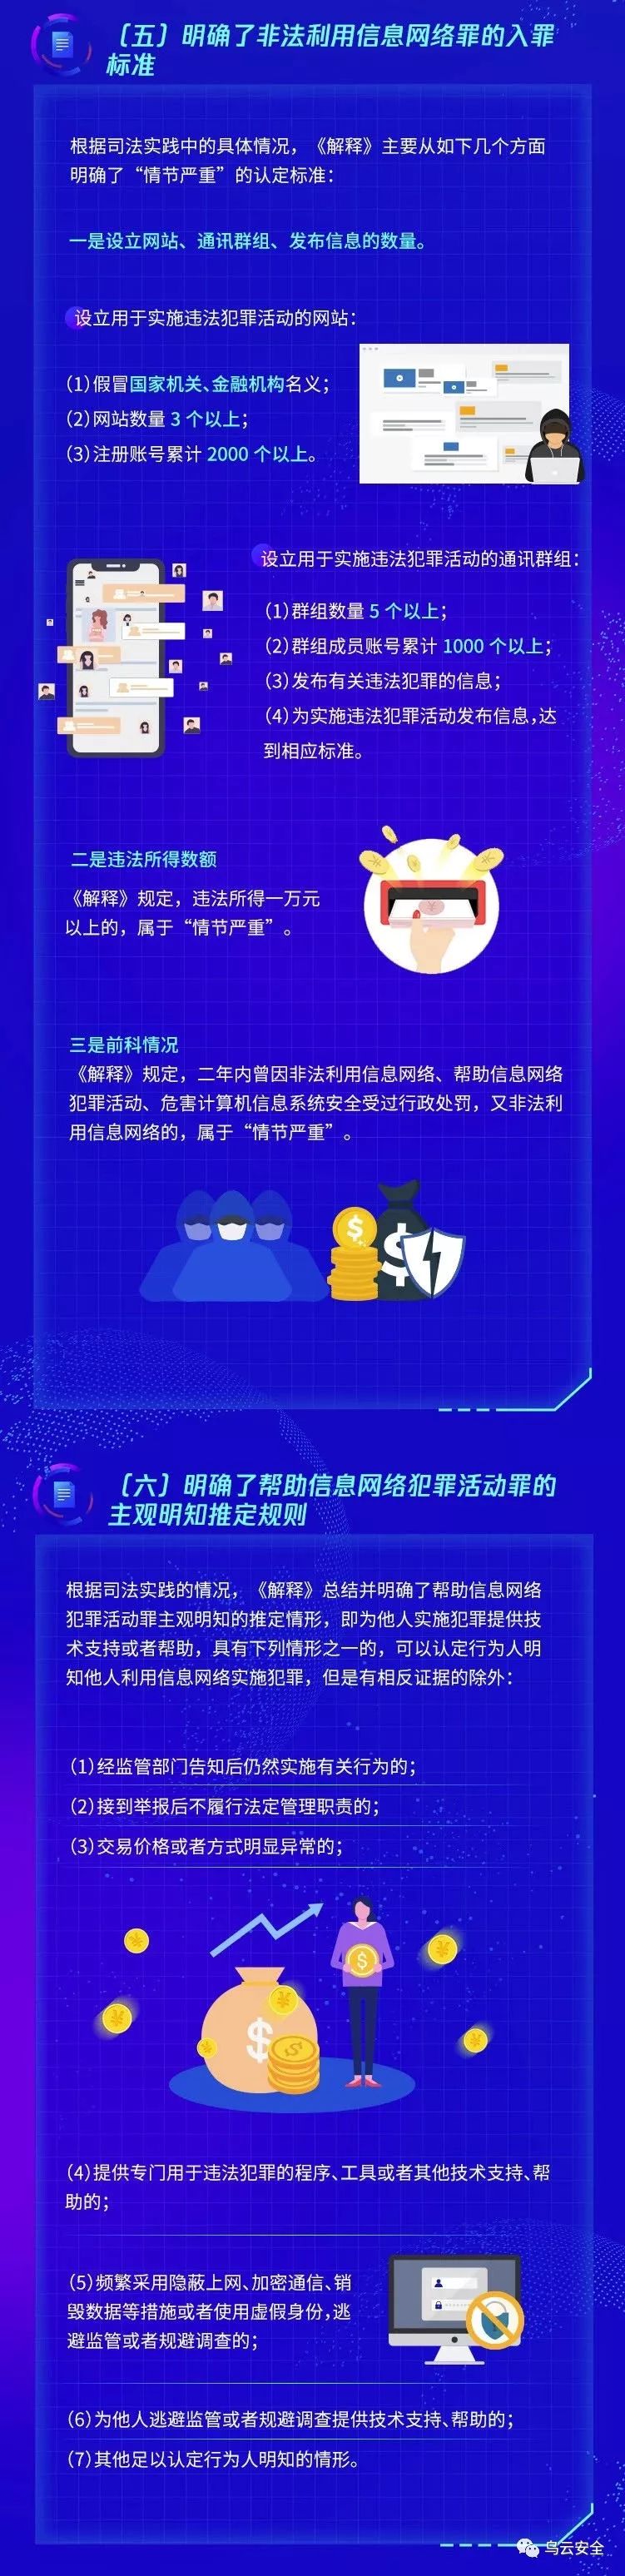 （五）明确了非法利用信息网络罪的入罪
标准
根据司法实践中的具体情况，《解释》主要从如下几个方面
明确了“情节严重”的认定标准：
一是设立网站、通讯群组、发布信息的数量。
设立用于实施违法犯罪活动的网站：
（1）假冒国家机关、金融机构名义；
（2）网站数量 3 个以上；
（3）注册账号累计 2000 个以上。
设立用于实施违法犯罪活动的通讯群组：
（1）群组数量 5 个以上；
（2）群组成员账号累计 1000 个以上；
（3）发布有关违法犯罪的信息；
（4）为实施违法犯罪活动发布信息，达
到相应标准。
二是违法所得数额
《解释》规定，违法所得一万元
以上的，属于“情节严重”。
三是前科情况
《解释》规定，二年内曾因非法利用信息网络、帮助信息网络
犯罪活动、危害计算机信息系统安全受过行政处罚，又非法利
用信息网络的，属于“情节严重”。
（六）明确了帮助信息网络犯罪活动罪的
主观明知推定规则
根据司法实践的情况，《解释》总结并明确了帮助信息网络
犯罪活动罪主观明知的推定情形，即为他人实施犯罪提供技
术支持或者帮助，具有下列情形之一的，可以认定行为人明
知他人利用信息网络实施犯罪，但是有相反证据的除外：
（1）经监管部门告知后仍然实施有关行为的；
（2）接到举报后不履行法定管理职责的；
（3）交易价格或者方式明显异常的；
（4）提供专门用于违法犯罪的程序、工具或者其他技术支持、帮
助的；
（5）频繁采用隐蔽上网、加密通信、销
毁数据等措施或者使用虚假身份，逃
避监管或者规避调查的；
（6）为他人逃避监管或者规避调查提供技术支持、帮助的；
（7）其他足以认定行为人明知的情形。
乌云安全